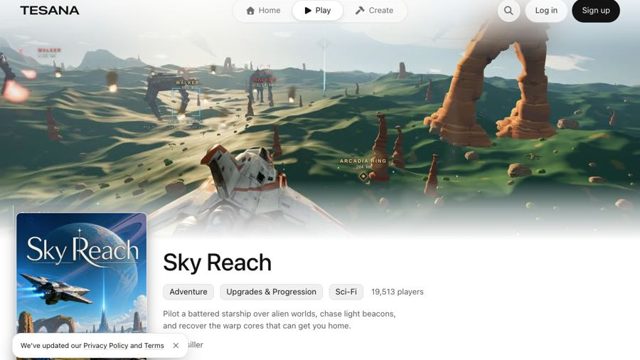 TESANA
Home
Play
Create
Log in
Sign up
WALKER
WALKER
ARCADIA RING
Sky Reach
Sky Reach
Adventure
Upgrades & Progression
Sci-Fi
19,513 players
Pilot a battered starship over alien worlds, chase light beacons,
and recover the warp cores that can get you home.
We've updated our Privacy Policy and Terms